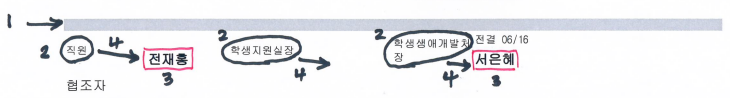 1
2 직원 4 전재홍 3 2 학생지원실장 4 2 학생생애개발처장 4 전결 06/16 서은혜 3
협조자